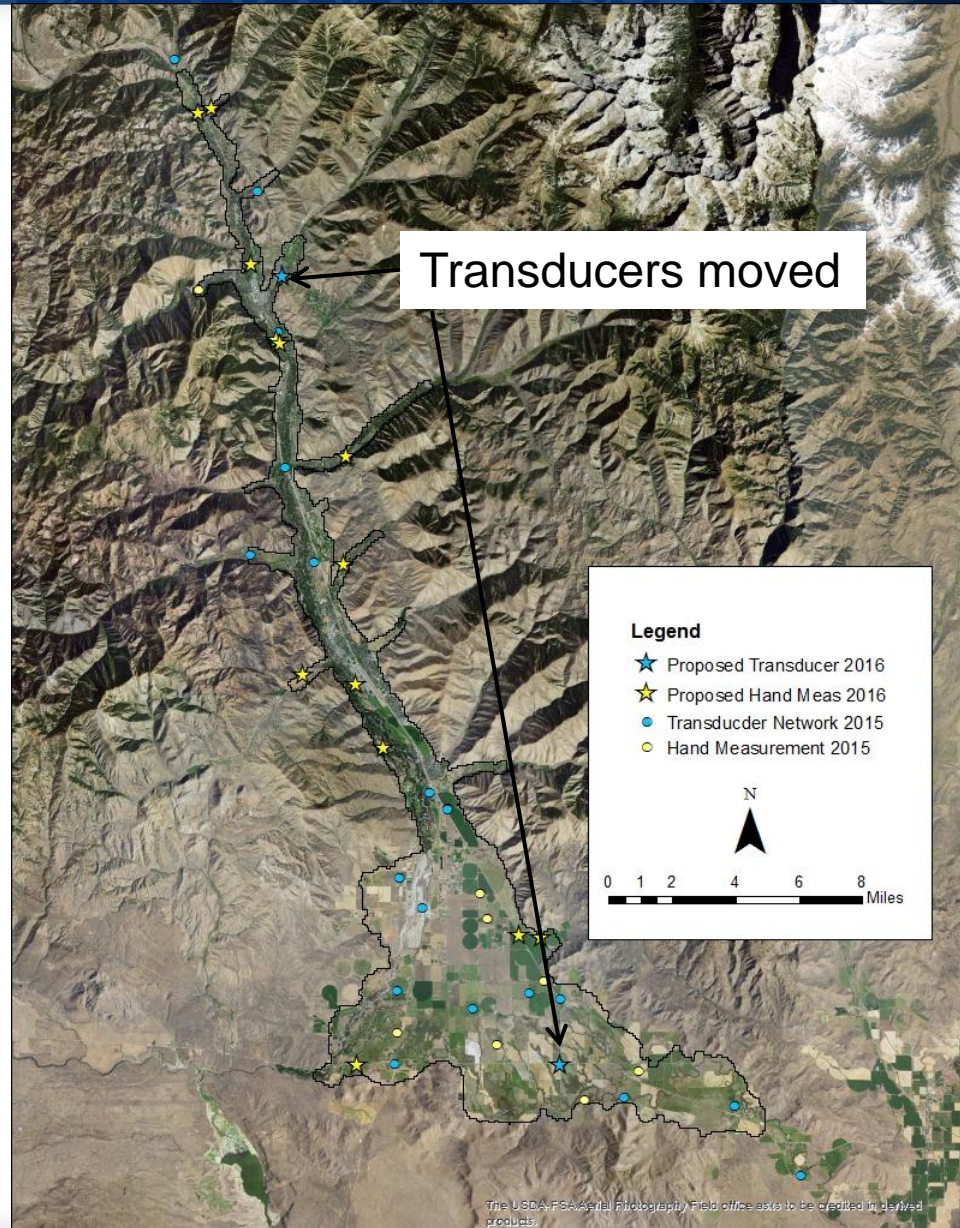 Transducers moved
Legend
Proposed Transducer 2016
Proposed Hand Meas 2016
Transducder Network 2015
Hand Measurement 2015
N
0 1 2 4 6 8
Miles
The USDA-FSA Aerial Photography Field office asks to be credited in derived
products.